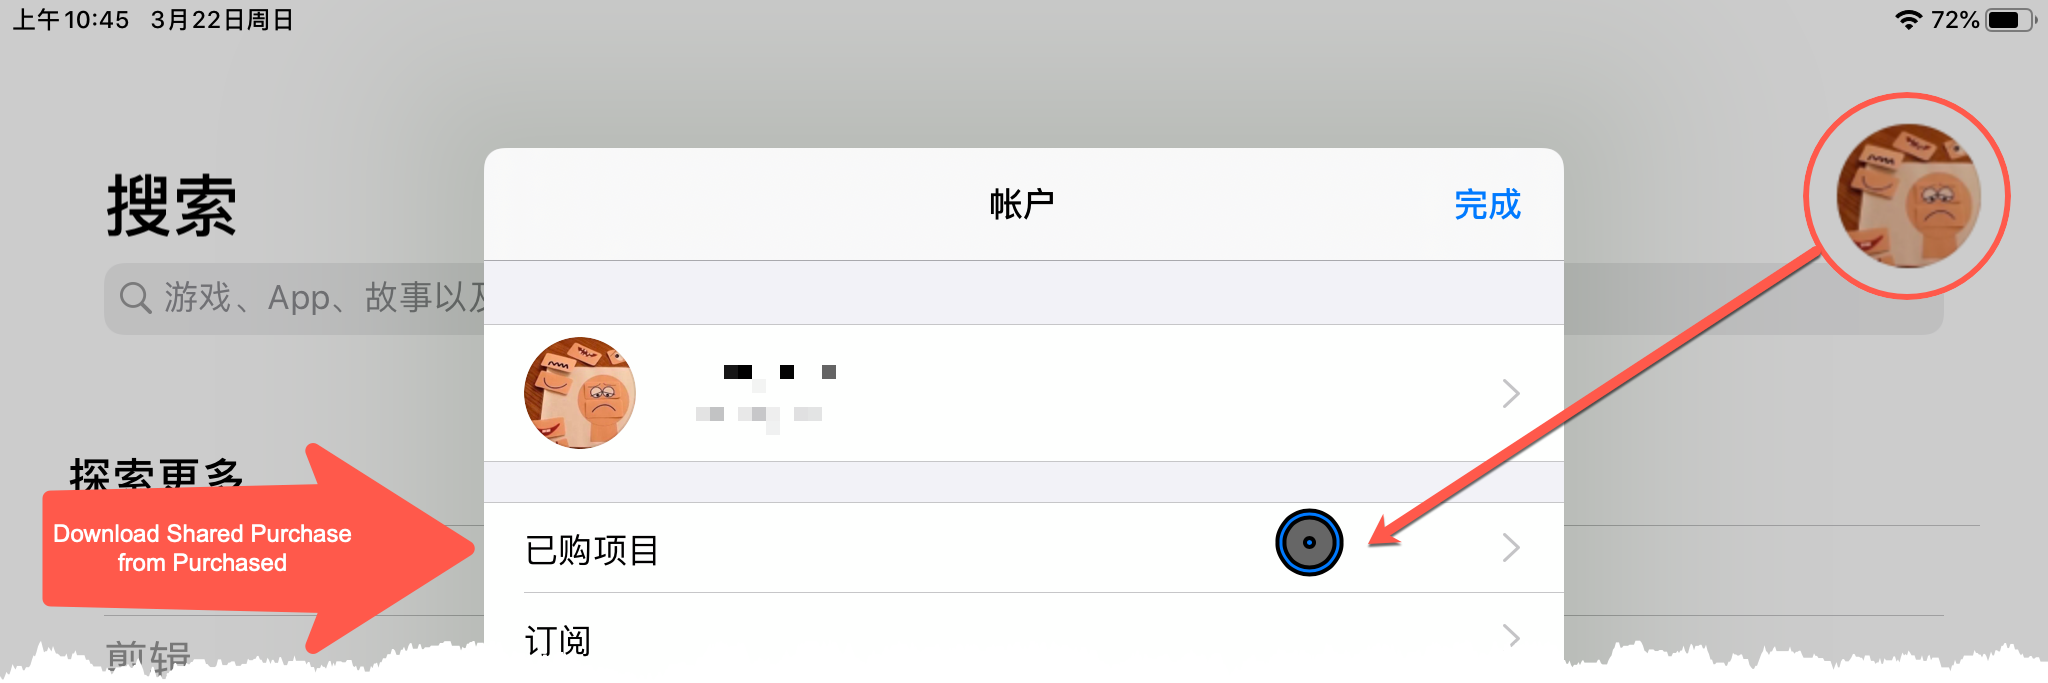 上午10:45 3月22日周日
72%
搜索
帐户
完成
游戏、App、故事以及
探索更多
Download Shared Purchase
from Purchased
已购项目
订阅
剪辑